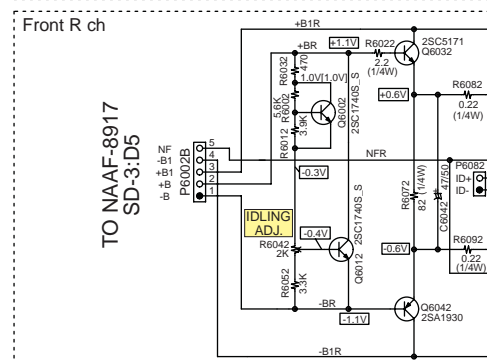 Front R ch
+B1R
+BR
+1.1V
R6022
2.2
(1/4W)
2SC5171
Q6032
R6032
470
1.0V[1.0V]
R6002
5.6K
Q6002
2SC1740S_S
R6012
3.9K
+0.6V
R6082
0.22
(1/4W)
TO NAAF-8917
SD-3:D5
P6002B
NF
-B1
+B1
+B
-B
5
4
3
2
1
NFR
-0.3V
P6082
ID+
ID-
R6072
82 (1/4W)
C6042
47/50
IDLING
ADJ.
R6042
2K
-0.4V
2SC1740S_S
Q6012
-0.6V
R6092
0.22
(1/4W)
R6052
3.3K
-BR
-1.1V
Q6042
2SA1930
-B1R